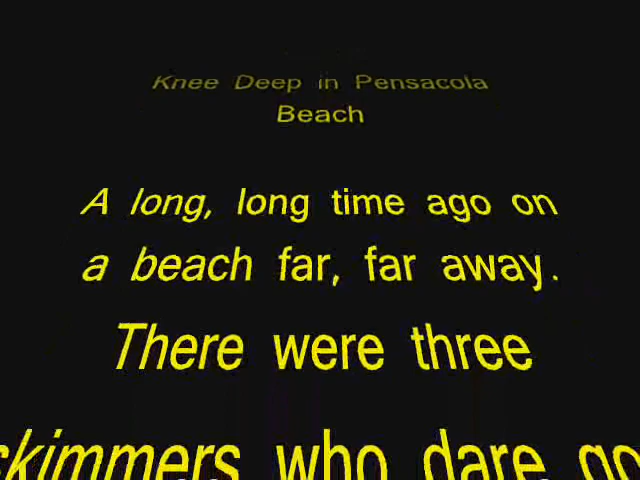 Knee Deep in Pensacola
Beach
A long, long time ago on
a beach far, far away.
There were three
skimmers who dare go